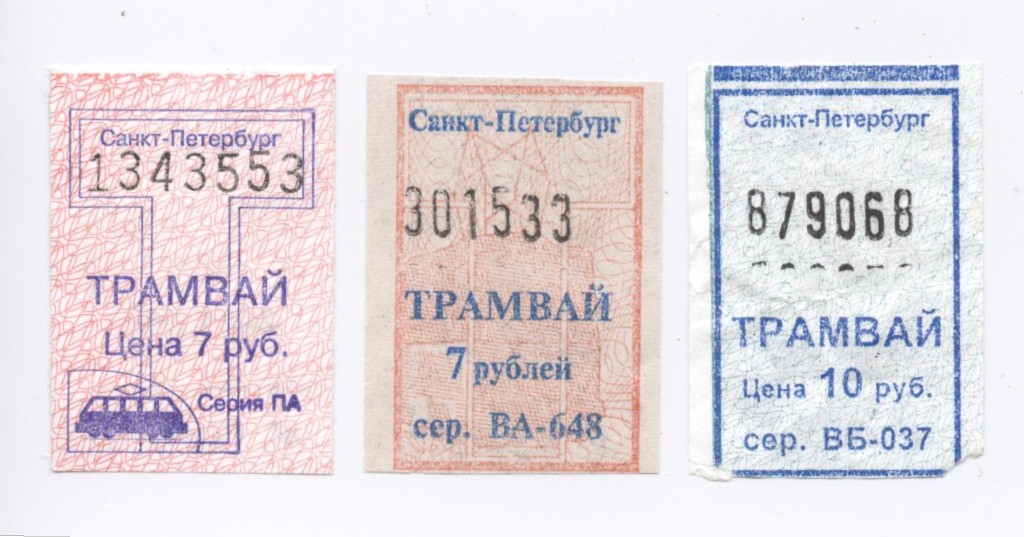 Санкт-Петербург
1343553
ТРАМВАЙ
Цена 7 руб.
Серия ПА
Санкт-Петербург
301533
ТРАМВАЙ
7 рублей
сер. ВА-648
Санкт-Петербург
879068
ТРАМВАЙ
Цена 10 руб.
сер. ВБ-037